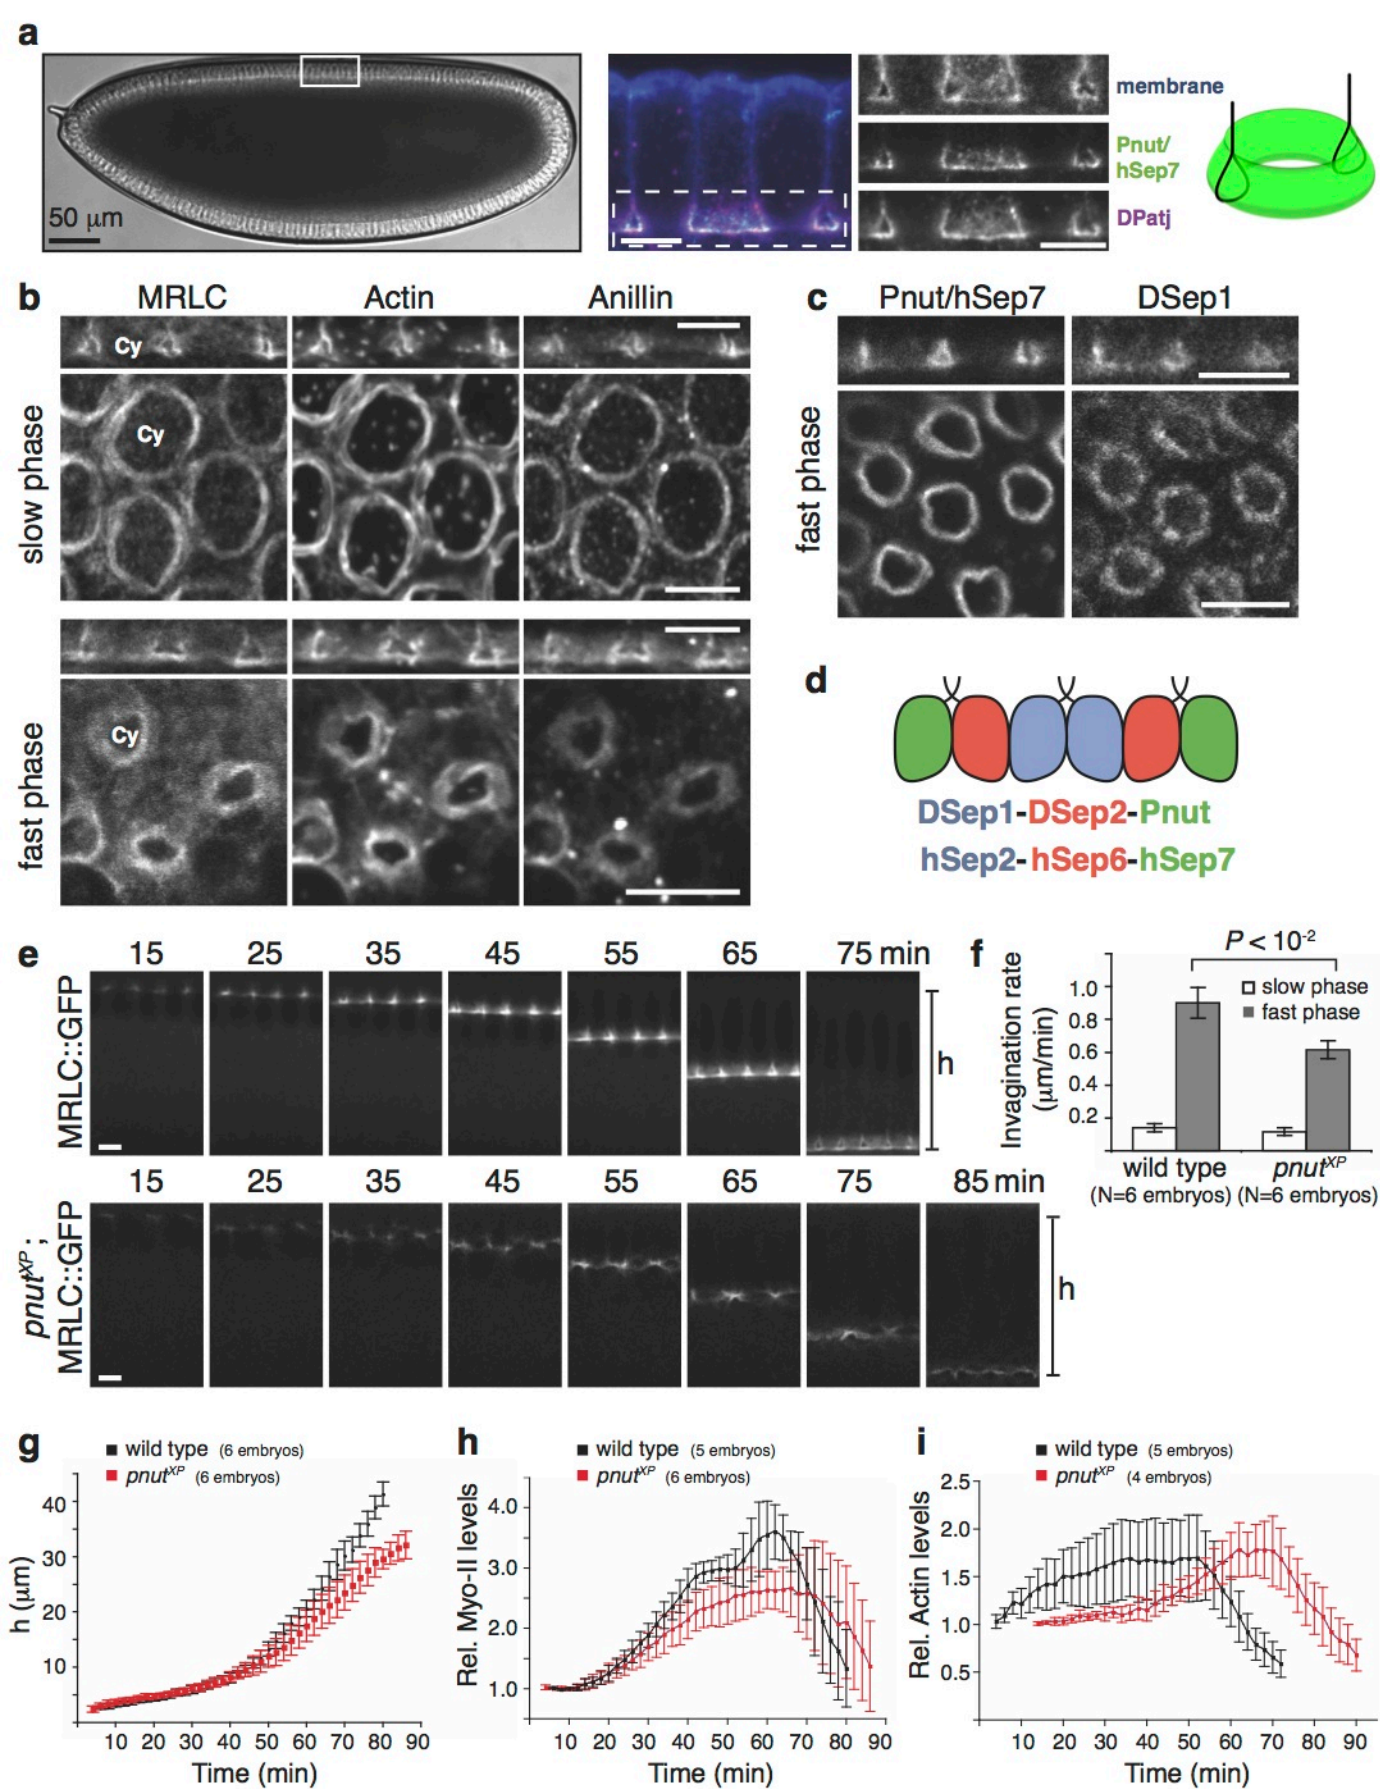 a
50 μm
membrane
Pnut/
hSep7
DPatj
b
MRLC Actin Anillin
Cy
slow phase
Cy
fast phase
Cy
c
Pnut/hSep7 DSep1
fast phase
d
DSep1-DSep2-Pnut
hSep2-hSep6-hSep7
e
15 25 35 45 55 65 75 min
MRLC::GFP
h
15 25 35 45 55 65 75 85 min
pnutXP;
MRLC::GFP
h
f
P < 10-2
Invagination rate
(μm/min)
slow phase
fast phase
1.0
0.8
0.6
0.4
0.2
wild type pnutXP
(N=6 embryos) (N=6 embryos)
g
wild type (6 embryos)
pnutXP (6 embryos)
h (μm)
40
30
20
10
10 20 30 40 50 60 70 80 90
Time (min)
h
wild type (5 embryos)
pnutXP (6 embryos)
Rel. Myo-II levels
4.0
3.0
2.0
1.0
10 20 30 40 50 60 70 80 90
Time (min)
i
wild type (5 embryos)
pnutXP (4 embryos)
Rel. Actin levels
2.5
2.0
1.5
1.0
0.5
10 20 30 40 50 60 70 80 90
Time (min)